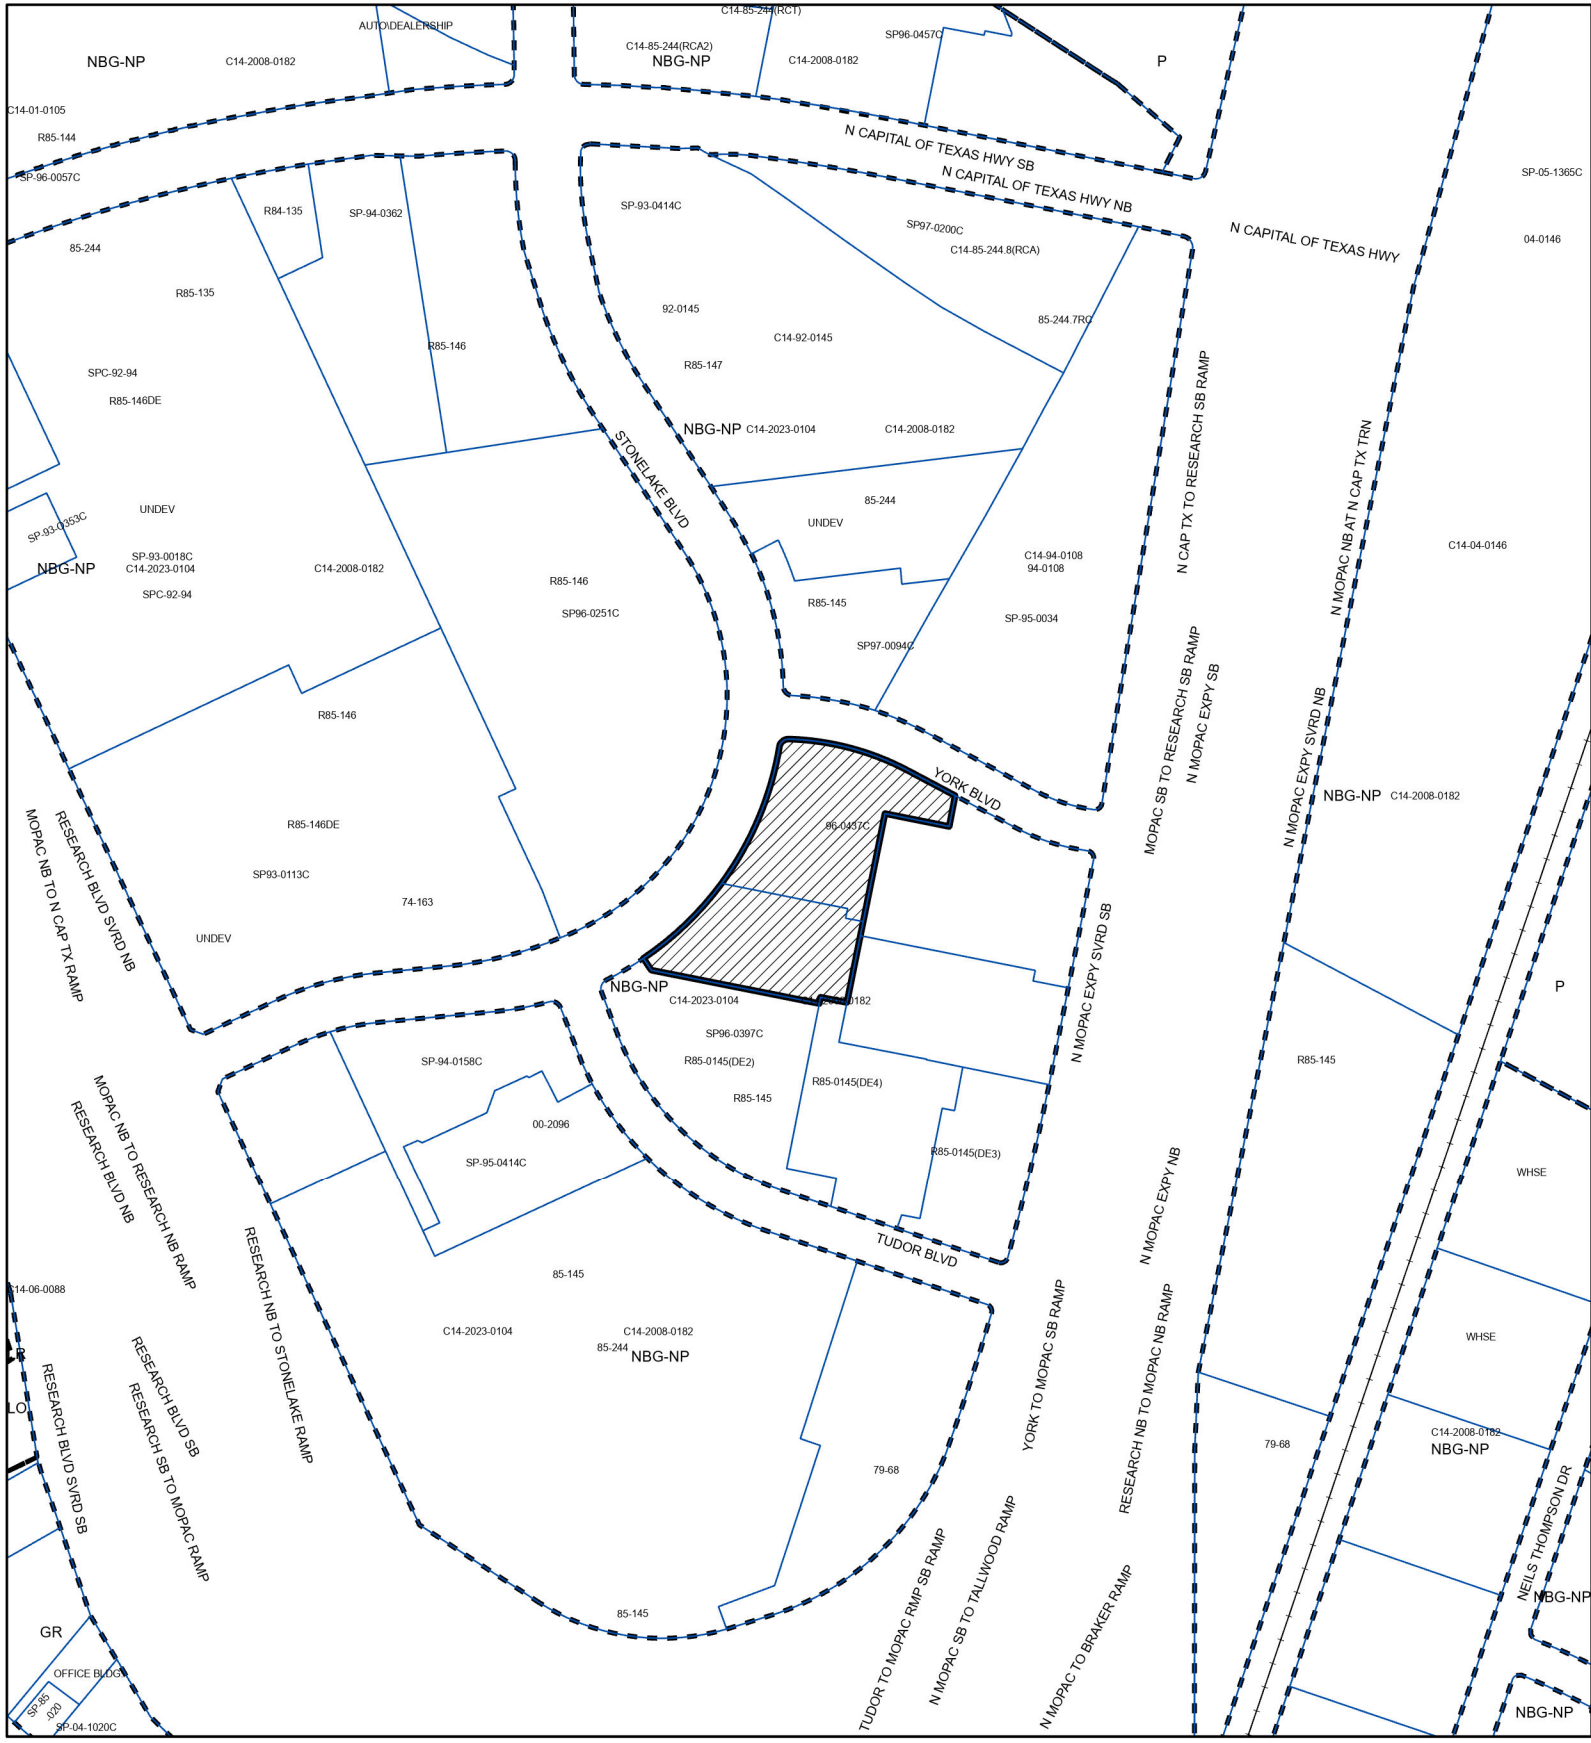 C14-85-244(RCT)
AUTO\DEALERSHIP
SP96-0457C
C14-85-244(RCA2)
NBG-NP
C14-2008-0182
NBG-NP
C14-2008-0182
P
C14-01-0105
R85-144
N CAPITAL OF TEXAS HWY SB
SP-96-0057C
N CAPITAL OF TEXAS HWY NB
SP-05-1365C
R84-135
SP-94-0362
SP-93-0414C
SP97-0200C
C14-85-244.8(RCA)
N CAPITAL OF TEXAS HWY
04-0146
85-244
R85-135
92-0145
85-244.7RC
C14-92-0145
R85-146
R85-147
SPC-92-94
R85-146DE
N CAP TX TO RESEARCH SB RAMP
NBG-NP
C14-2023-0104
C14-2008-0182
STONELAKE BLVD
85-244
UNDEV
UNDEV
SP-93-0353C
N MOPAC NB AT N CAP TX TRN
C14-04-0146
SP-93-0018C
NBG-NP
C14-2023-0104
C14-2008-0182
C14-94-0108
94-0108
SPC-92-94
R85-146
SP96-0251C
R85-145
SP-95-0034
SP97-0094C
MOPAC SB TO RESEARCH SB RAMP
N MOPAC EXPY SB
R85-146
N MOPAC EXPY SVRD NB
YORK BLVD
NBG-NP
C14-2008-0182
R85-146DE
96-0437C
SP93-0113C
RESEARCH BLVD SVRD NB
MOPAC NB TO N CAP TX RAMP
74-163
UNDEV
N MOPAC EXPY SVRD SB
NBG-NP
C14-2023-0104
C14-2008-0182
P
SP96-0397C
SP-94-0158C
R85-0145(DE2)
R85-145
R85-0145(DE4)
R85-145
00-2096
SP-95-0414C
R85-0145(DE3)
MOPAC NB TO RESEARCH NB RAMP
RESEARCH BLVD NB
N MOPAC EXPY NB
WHSE
TUDOR BLVD
85-145
C14-06-0088
RESEARCH NB TO STONELAKE RAMP
C14-2023-0104
C14-2008-0182
85-244
NBG-NP
YORK TO MOPAC SB RAMP
RESEARCH NB TO MOPAC NB RAMP
WHSE
LO
RESEARCH BLVD SB
RESEARCH SB TO MOPAC RAMP
RESEARCH BLVD SVRD SB
79-68
79-68
C14-2008-0182
NBG-NP
NEILS THOMPSON DR
N MOPAC SB TO TALLWOOD RAMP
TUDOR TO MOPAC RMP SB RAMP
N MOPAC TO BRAKER RAMP
NBG-NP
85-145
GR
OFFICE BLDG.
SP-85
-020
SP-04-1020C
NBG-NP